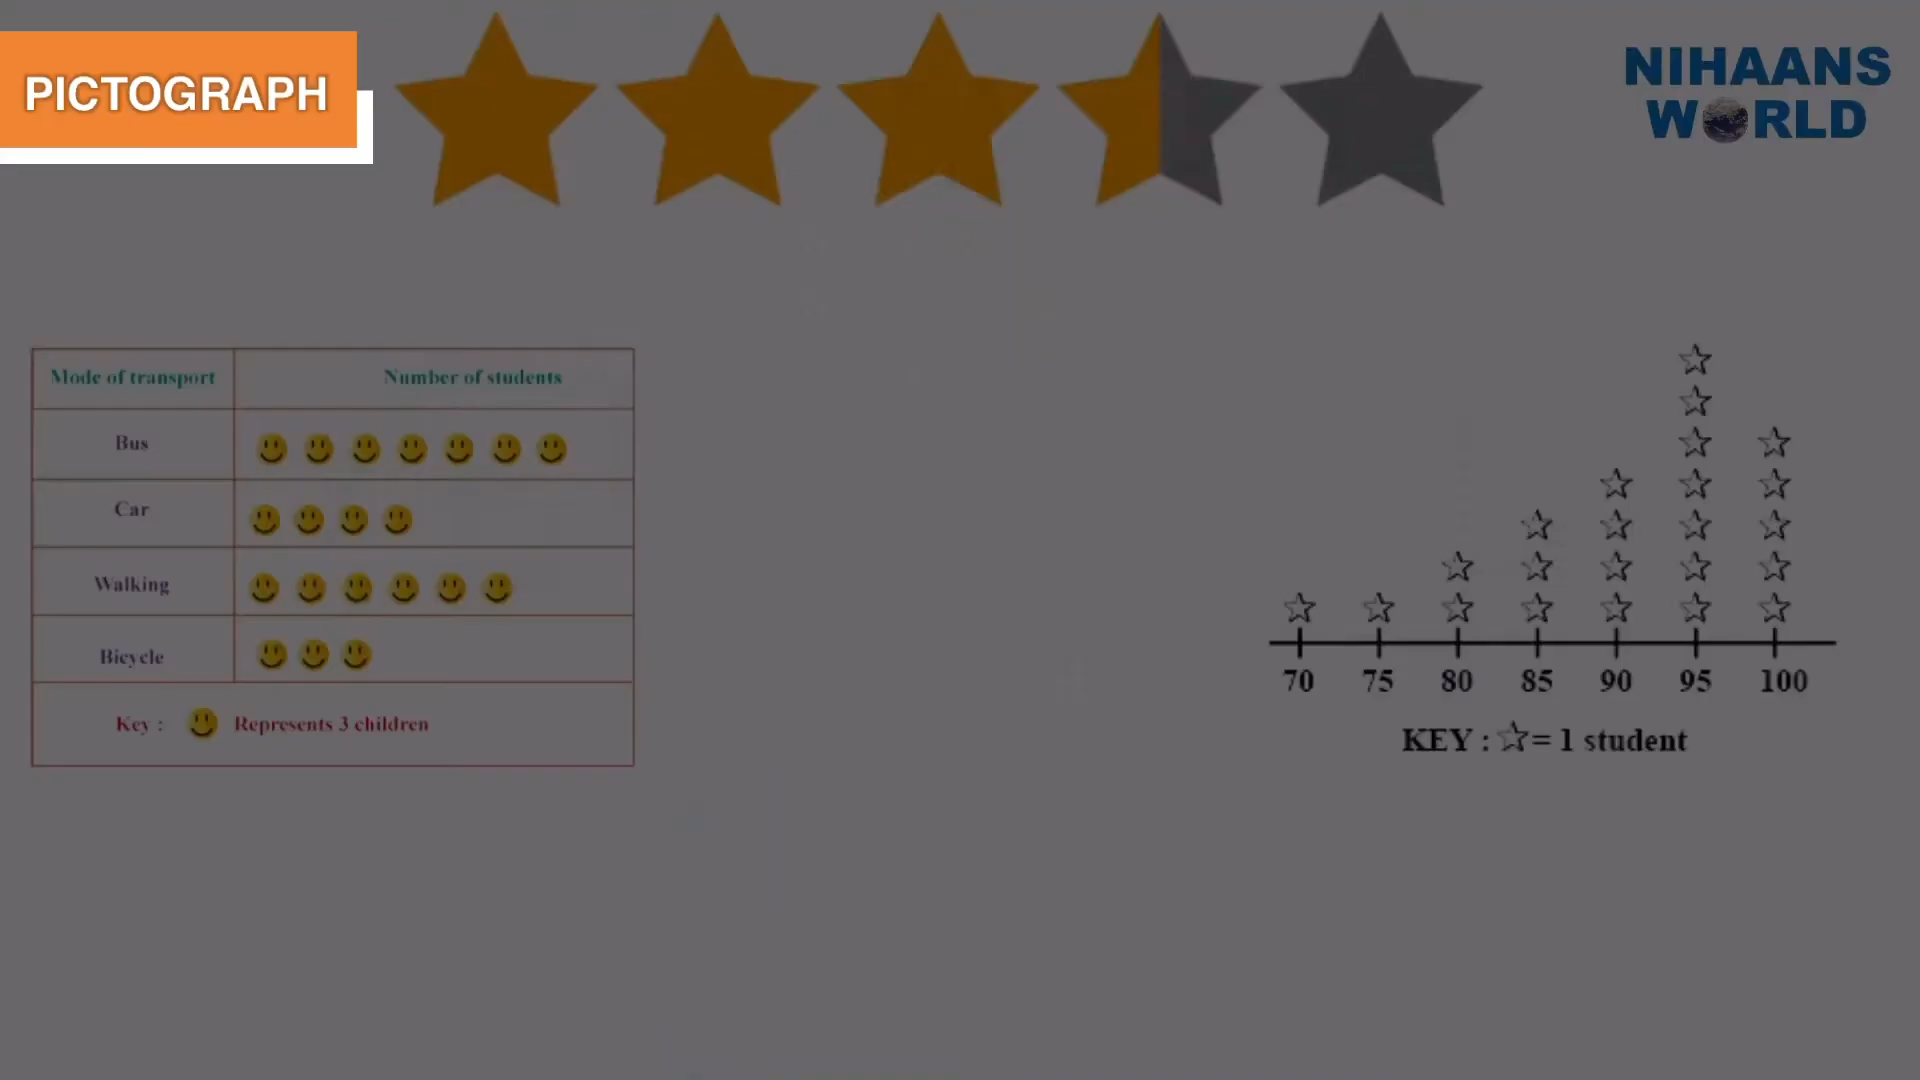 PICTOGRAPH
NIHAANS
WORLD
Mode of transport Number of students
Bus
Car
Walking
Bicycle
Key : Represents 3 children
70 75 80 85 90 95 100
KEY : = 1 student